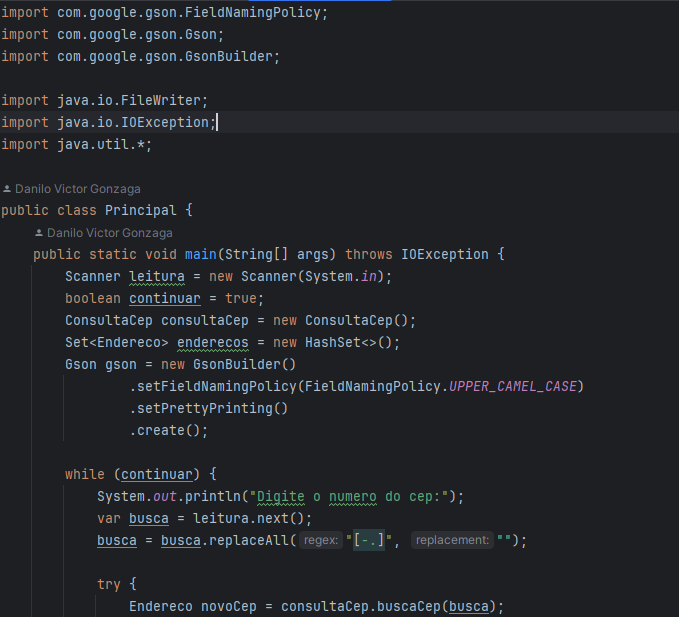 import com.google.gson.FieldNamingPolicy;
import com.google.gson.Gson;
import com.google.gson.GsonBuilder;
import java.io.FileWriter;
import java.io.IOException;
import java.util.*;
Danilo Victor Gonzaga
public class Principal {
Danilo Victor Gonzaga
public static void main(String[] args) throws IOException {
Scanner leitura = new Scanner(System.in);
boolean continuar = true;
ConsultaCep consultaCep = new ConsultaCep();
Set<Endereco> enderecos = new HashSet<>();
Gson gson = new GsonBuilder()
.setFieldNamingPolicy(FieldNamingPolicy.UPPER_CAMEL_CASE)
.setPrettyPrinting()
.create();
while (continuar) {
System.out.println("Digite o numero do cep:");
var busca = leitura.next();
busca = busca.replaceAll( regex: "[-.]", replacement: "");
try {
Endereco novoCep = consultaCep.buscaCep(busca);